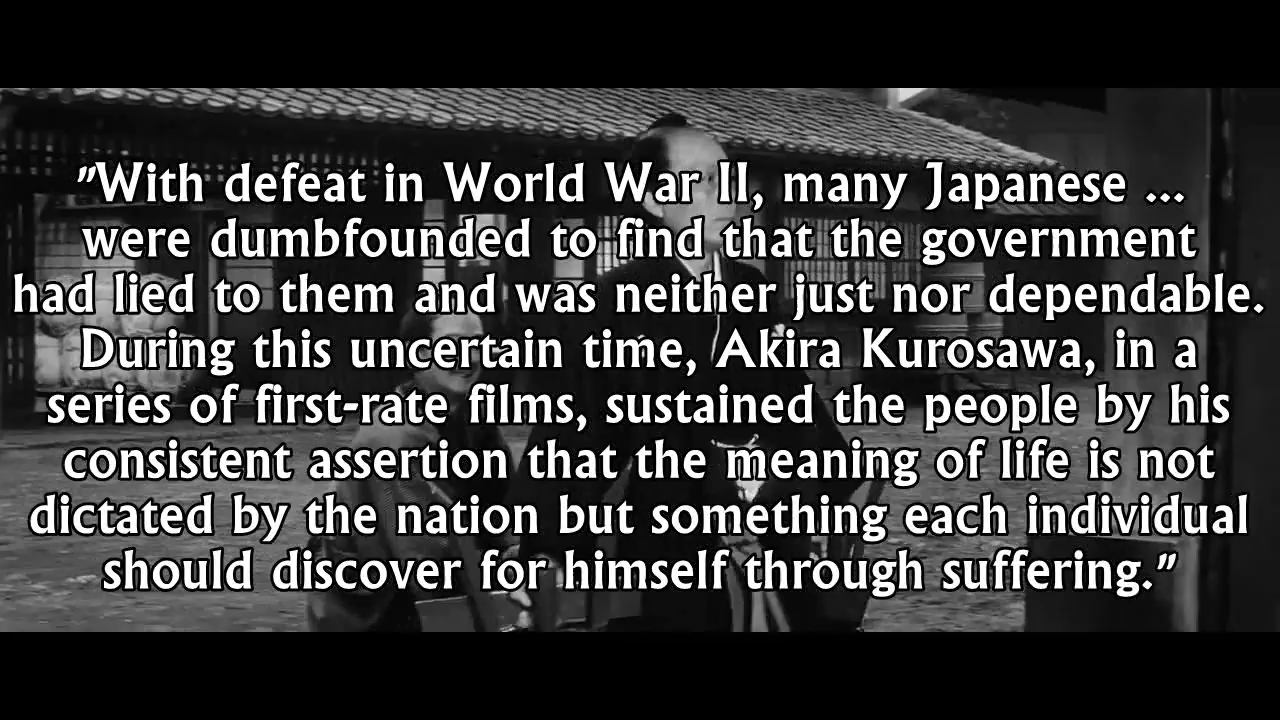 "With defeat in World War II, many Japanese ...
were dumbfounded to find that the government
had lied to them and was neither just nor dependable.
During this uncertain time, Akira Kurosawa, in a
series of first-rate films, sustained the people by his
consistent assertion that the meaning of life is not
dictated by the nation but something each individual
should discover for himself through suffering."